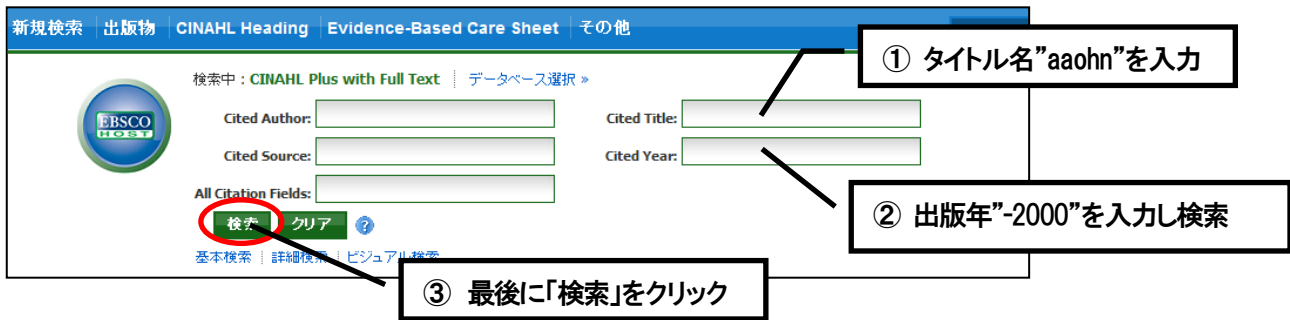 新規検索 出版物 CINAHL Heading Evidence-Based Care Sheet その他
① タイトル名”aaohn”を入力
検索中 : CINAHL Plus with Full Text データベース選択 »
EBSCO
HOST
Cited Author: Cited Title:
Cited Source: Cited Year:
All Citation Fields:
② 出版年”-2000”を入力し検索
検索 クリア ?
基本検索 詳細検索 ビジュアル検索
③ 最後に「検索」をクリック